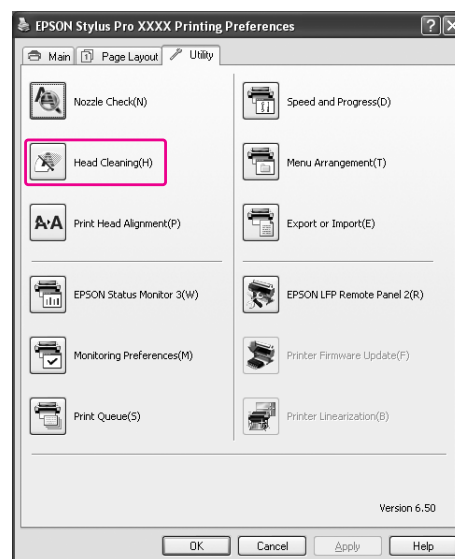 EPSON Stylus Pro XXXX Printing Preferences
Main Page Layout Utility
Nozzle Check(N)
Speed and Progress(D)
Head Cleaning(H)
Menu Arrangement(T)
A·A Print Head Alignment(P)
Export or Import(E)
EPSON Status Monitor 3(W)
EPSON LFP Remote Panel 2(R)
Monitoring Preferences(M)
Printer Firmware Update(F)
Print Queue(S)
Printer Linearization(B)
Version 6.50
OK Cancel Apply Help